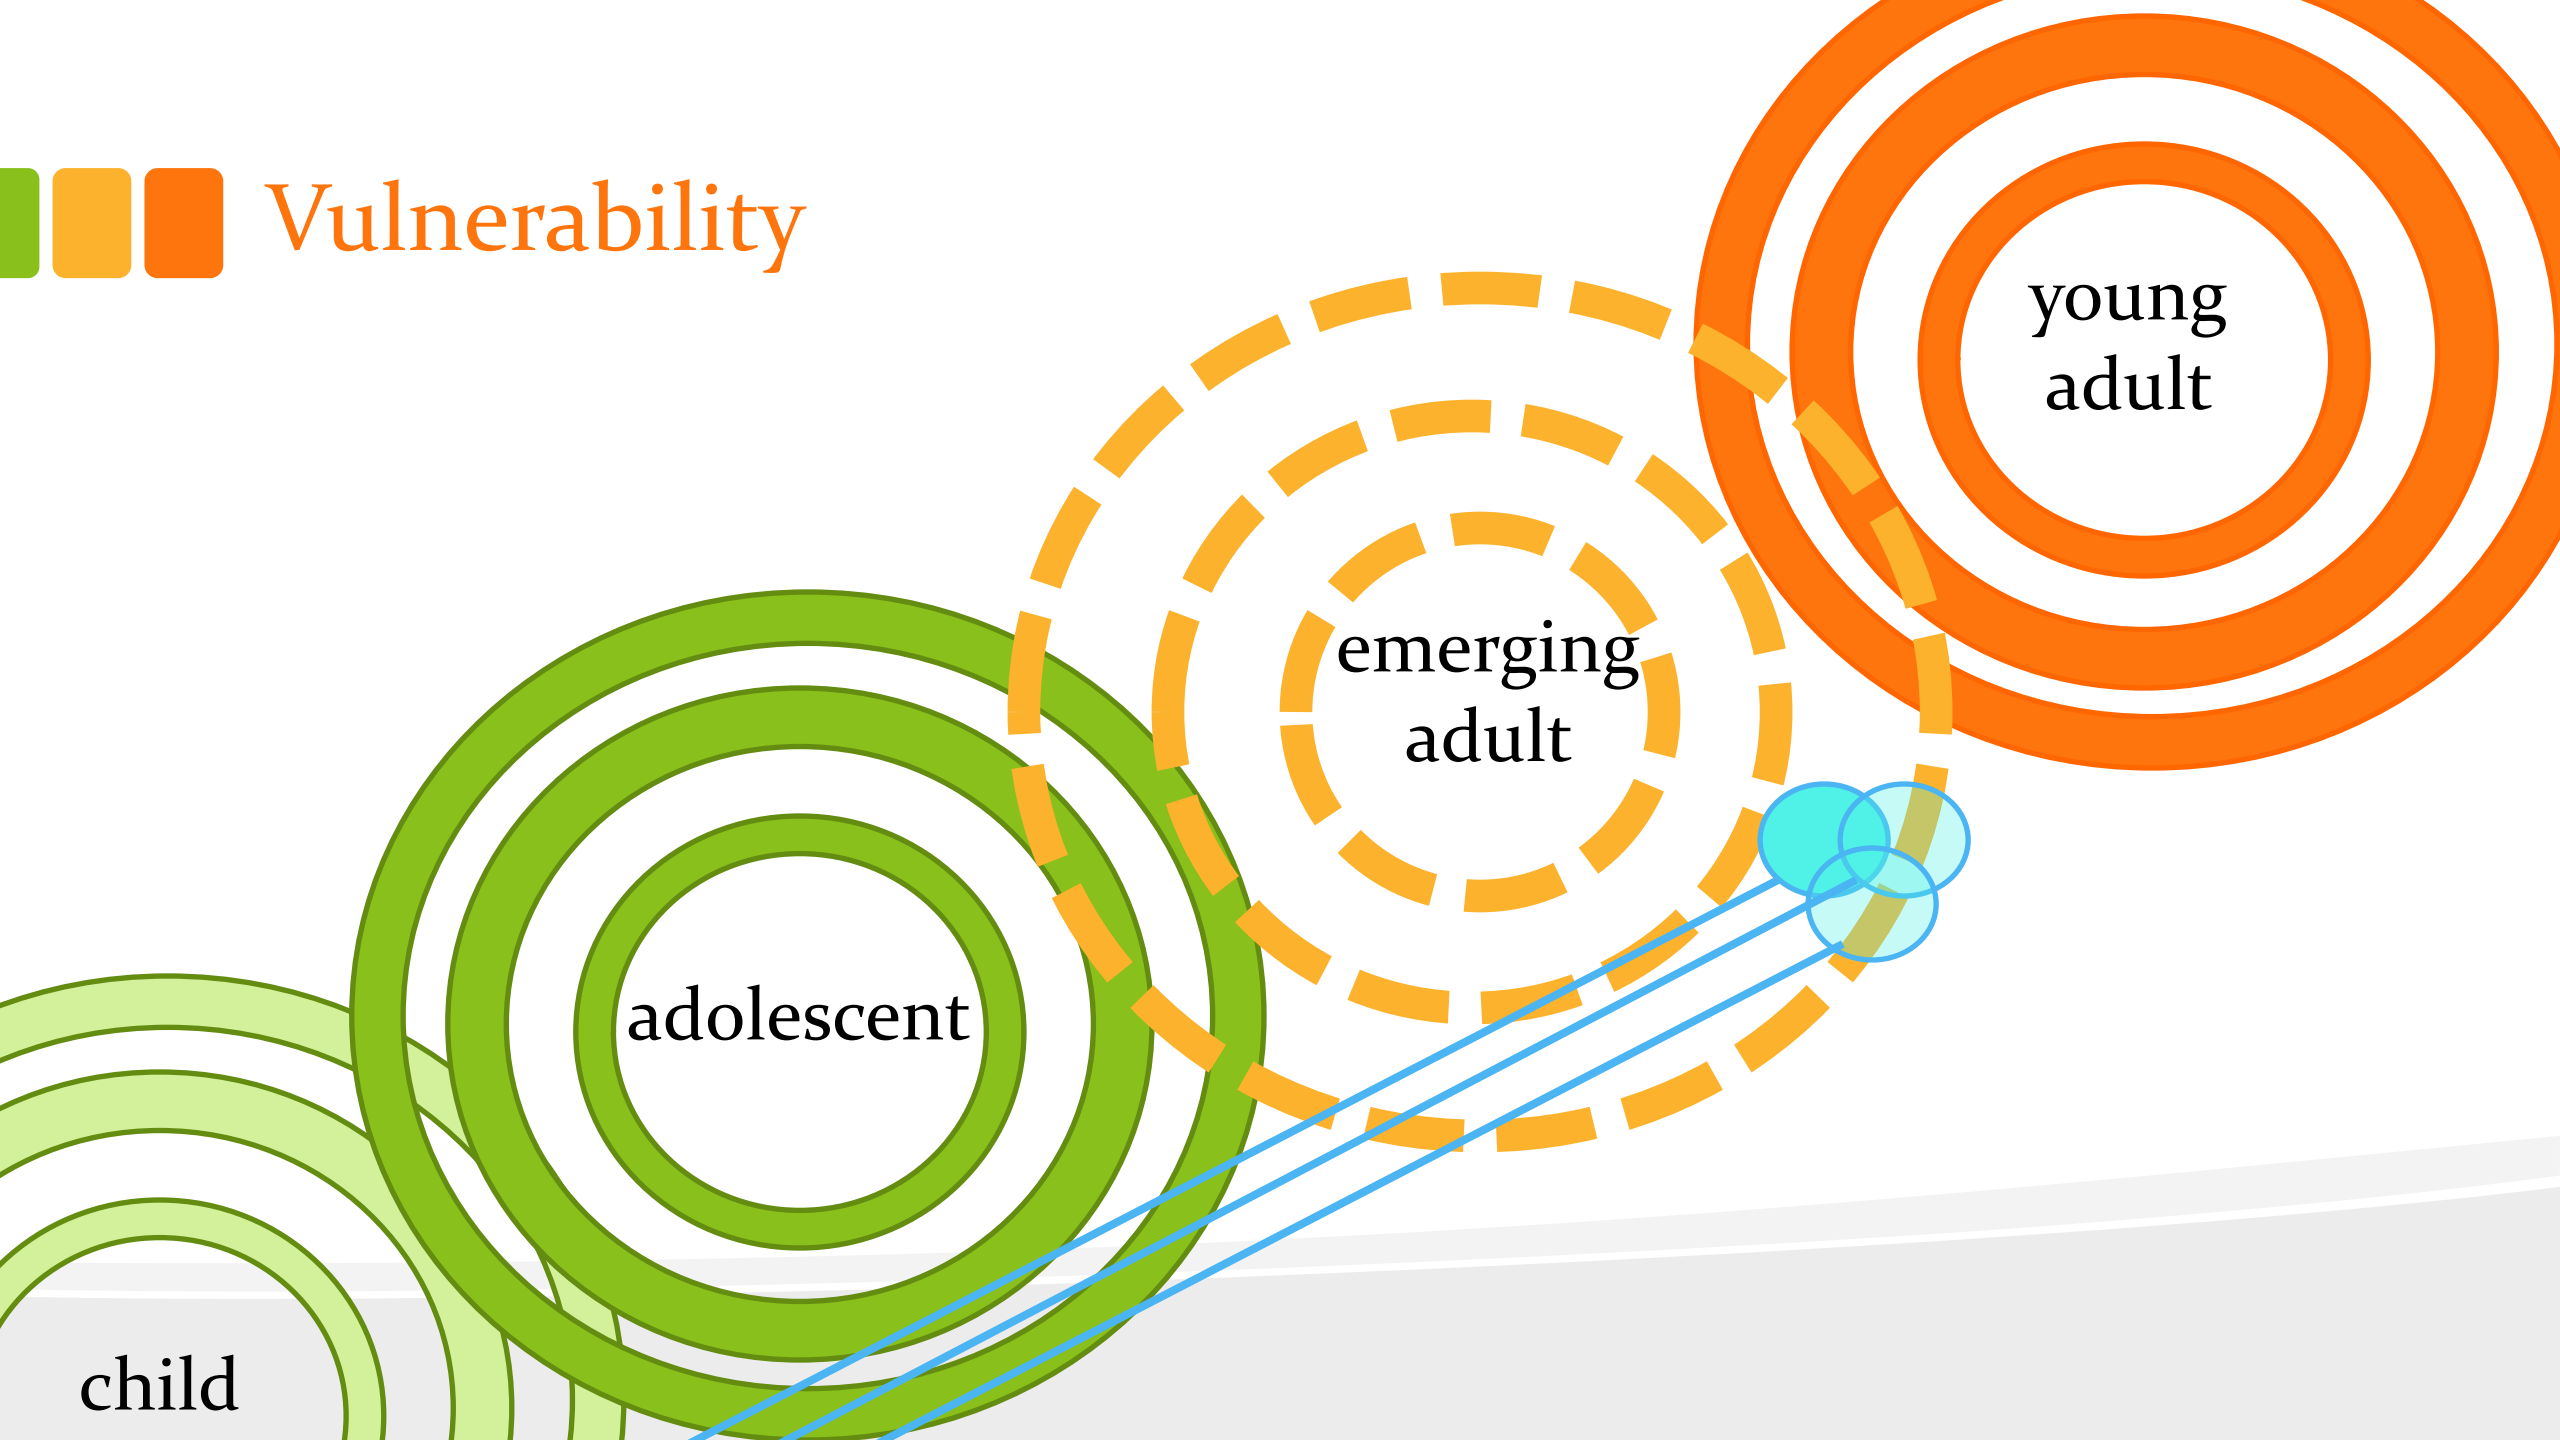 Vulnerability
young
adult
emerging
adult
adolescent
child